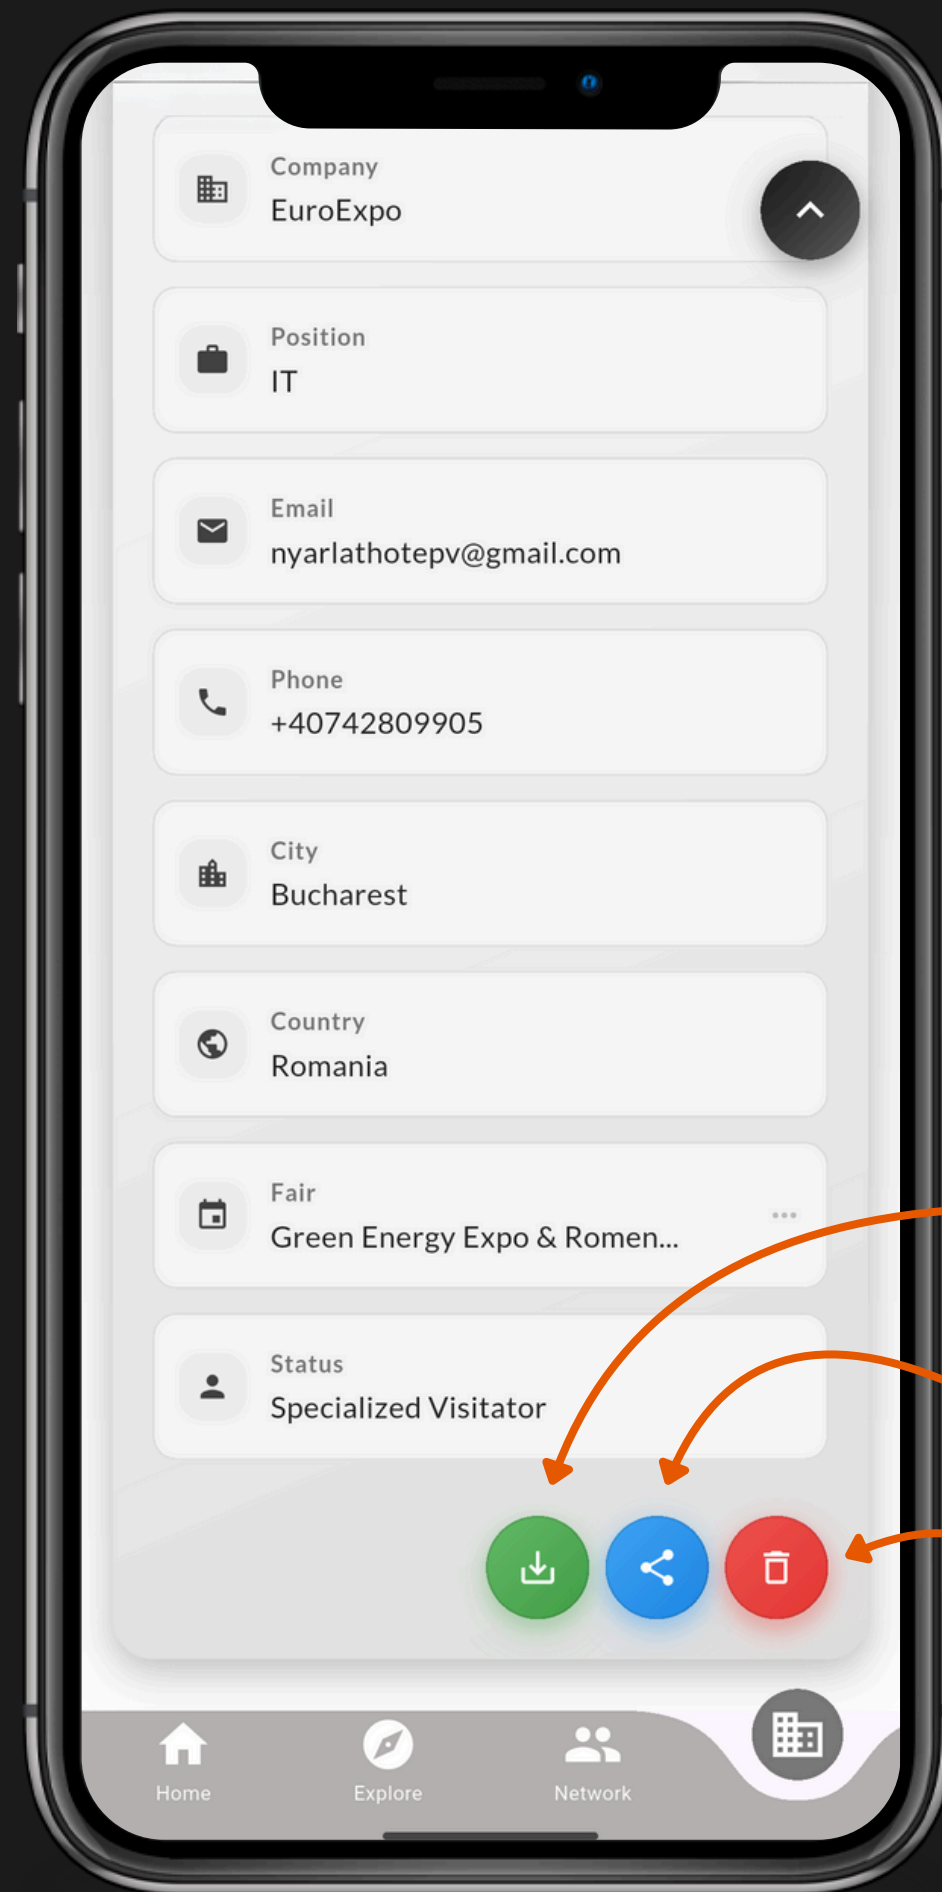 Company
EuroExpo
Position
IT
Email
nyarlathotepv@gmail.com
Phone
+40742809905
City
Bucharest
Country
Romania
Fair
Green Energy Expo & Romen...
Status
Specialized Visitator
Home
Explore
Network